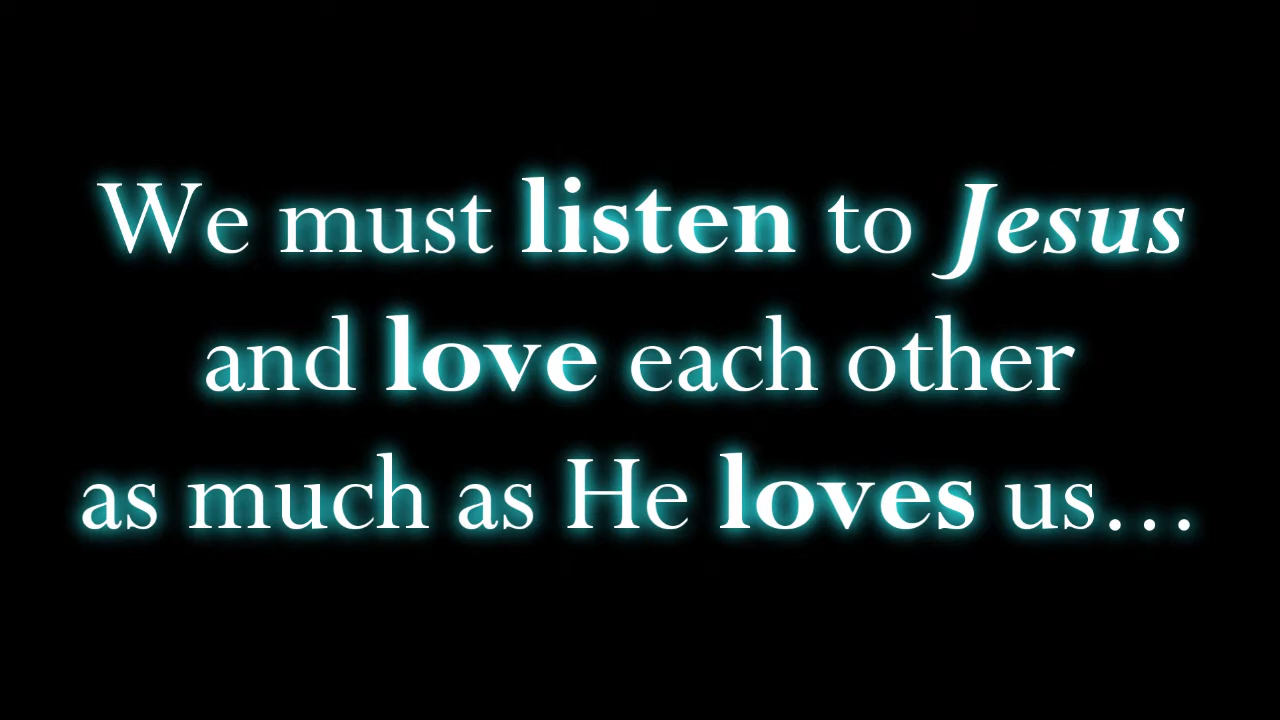 We must listen to Jesus
and love each other
as much as He loves us...